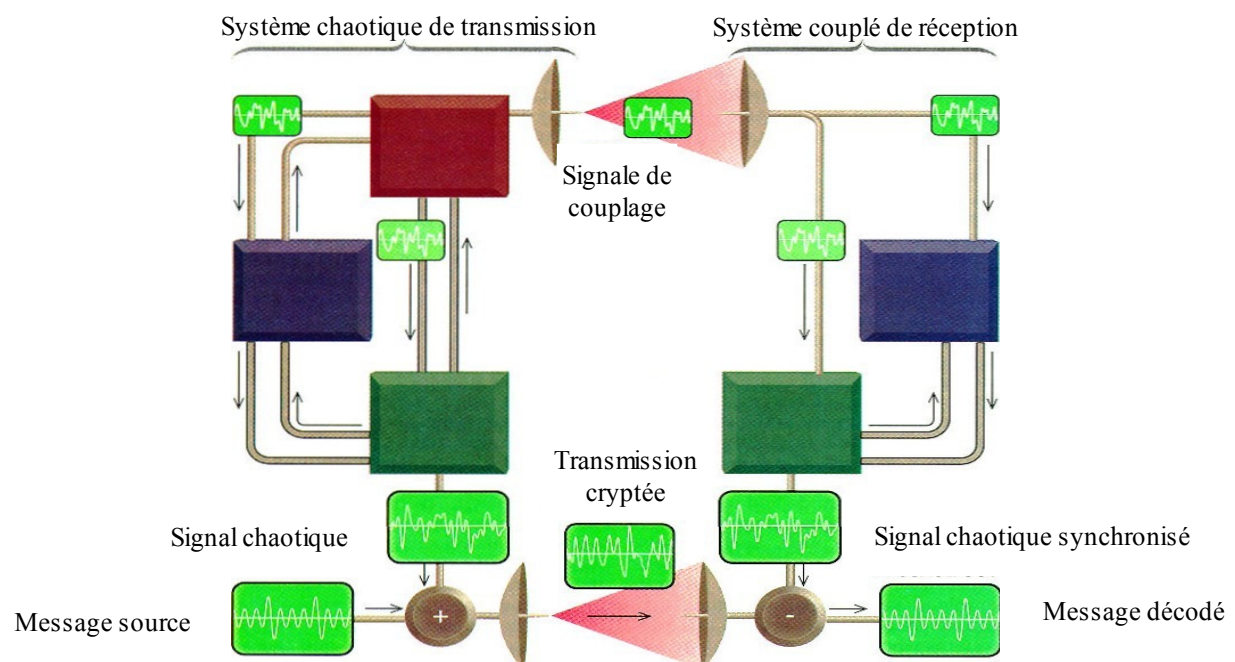 Système chaotique de transmission
Système couplé de réception
Signale de
couplage
Transmission
cryptée
Signal chaotique
Signal chaotique synchronisé
Message source
+
-
Message décodé